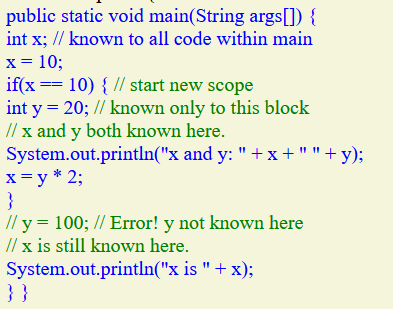 public static void main(String args[]) {
int x; // known to all code within main
x = 10;
if(x == 10) { // start new scope
int y = 20; // known only to this block
// x and y both known here.
System.out.println("x and y: " + x + " " + y);
x = y * 2;
}
// y = 100; // Error! y not known here
// x is still known here.
System.out.println("x is " + x);
} }